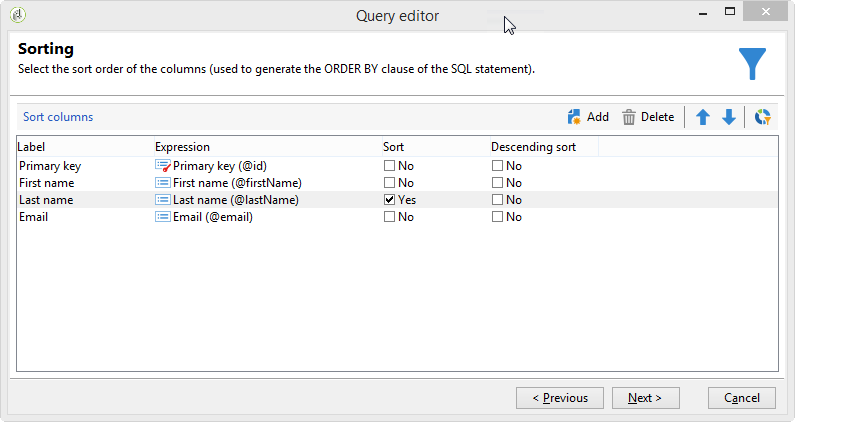 Query editor
Sorting
Select the sort order of the columns (used to generate the ORDER BY clause of the SQL statement).
Sort columns Add Delete
Label Expression Sort Descending sort
Primary key Primary key (@id) No No
First name First name (@firstName) No No
Last name Last name (@lastName) Yes No
Email Email (@email) No No
< Previous Next > Cancel